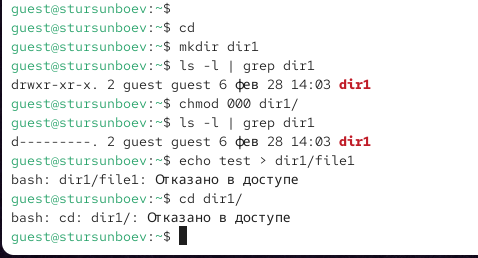 guest@stursunboev:~$
guest@stursunboev:~$ cd
guest@stursunboev:~$ mkdir dir1
guest@stursunboev:~$ ls -l | grep dir1
drwxr-xr-x. 2 guest guest 6 фев 28 14:03 dir1
guest@stursunboev:~$ chmod 000 dir1/
guest@stursunboev:~$ ls -l | grep dir1
d---------. 2 guest guest 6 фев 28 14:03 dir1
guest@stursunboev:~$ echo test > dir1/file1
bash: dir1/file1: Отказано в доступе
guest@stursunboev:~$ cd dir1/
bash: cd: dir1/: Отказано в доступе
guest@stursunboev:~$